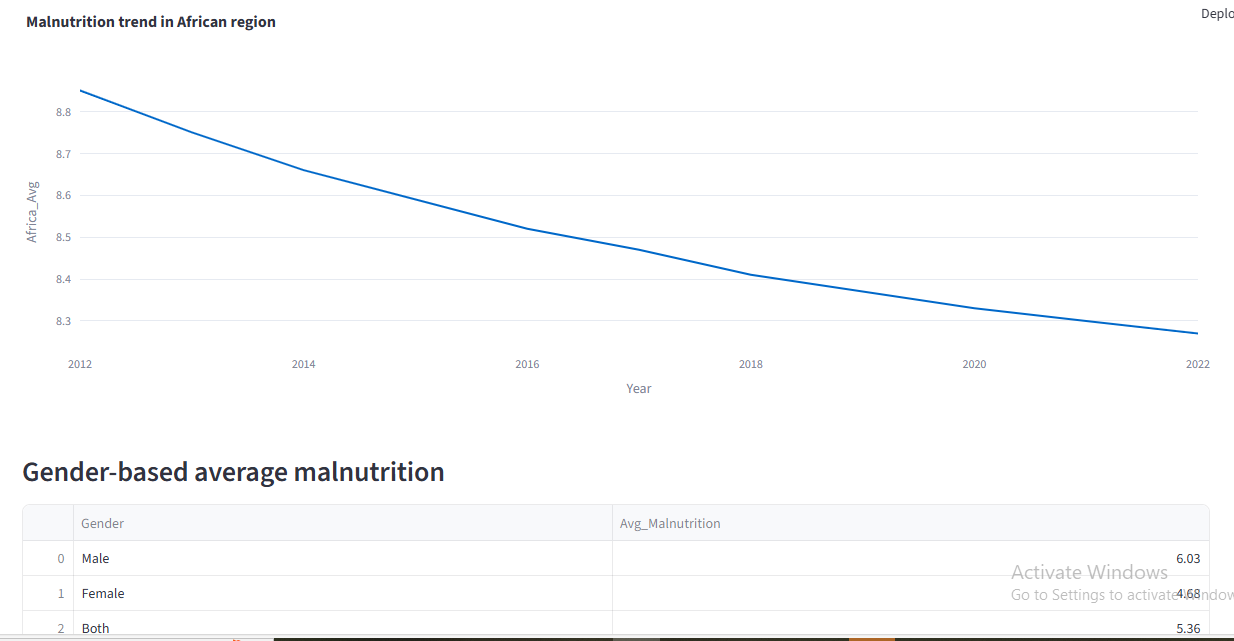 Malnutrition trend in African region
Deplo
8.8
8.7
8.6
8.5
8.4
8.3
Africa_Avg
2012 2014 2016 2018 2020 2022
Year
Gender-based average malnutrition
Gender Avg_Malnutrition
0 Male 6.03
Activate Windows
Go to Settings to activate Window
1 Female 4.68
2 Both 5.36